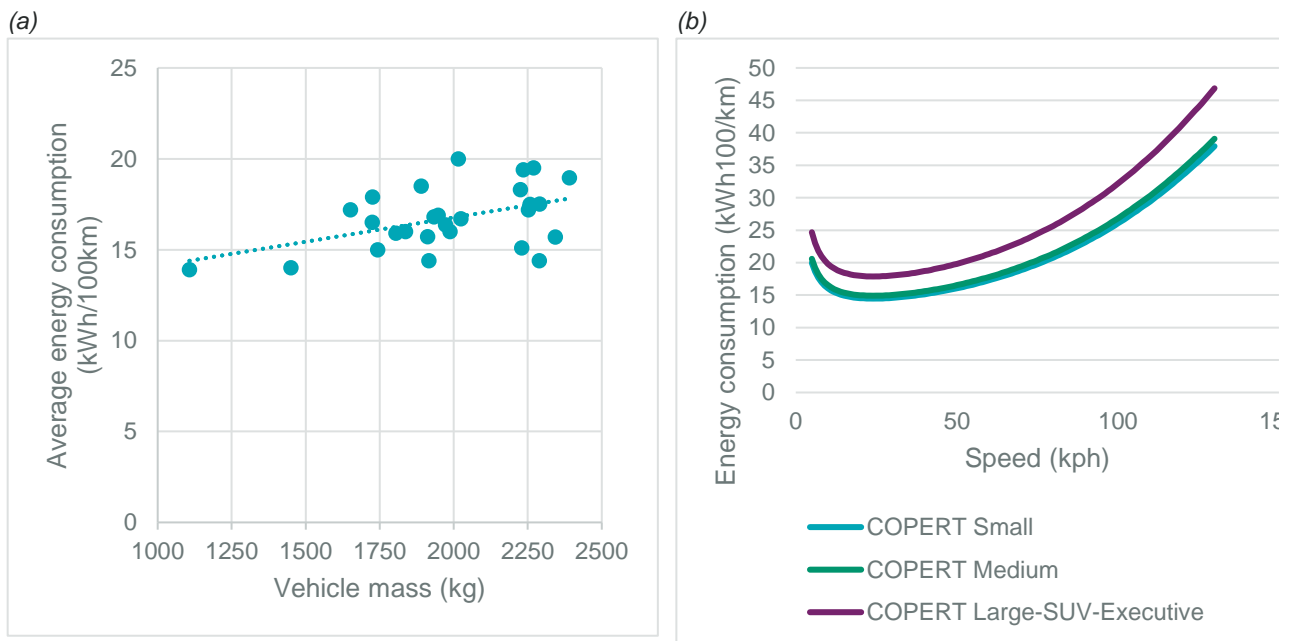 (a)
Average energy consumption
(kWh/100km)
25
20
15
10
5
0
1000 1250 1500 1750 2000 2250 2500
Vehicle mass (kg)
(b)
Energy consumption (kWh100/km)
50
45
40
35
30
25
20
15
10
5
0
0 50 100 15
Speed (kph)
COPERT Small
COPERT Medium
COPERT Large-SUV-Executive